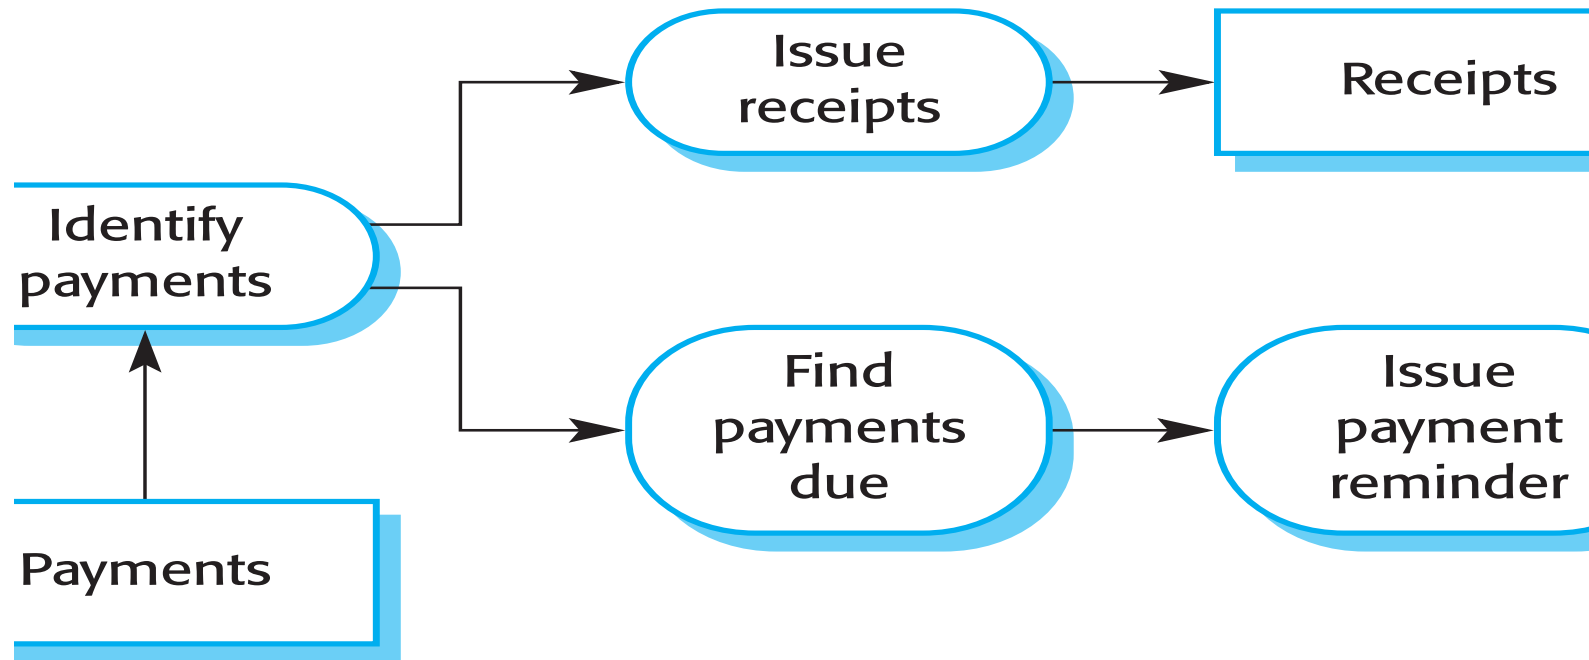 Issue
receipts
Receipts
Identify
payments
Find
payments
due
Issue
payment
reminder
Payments